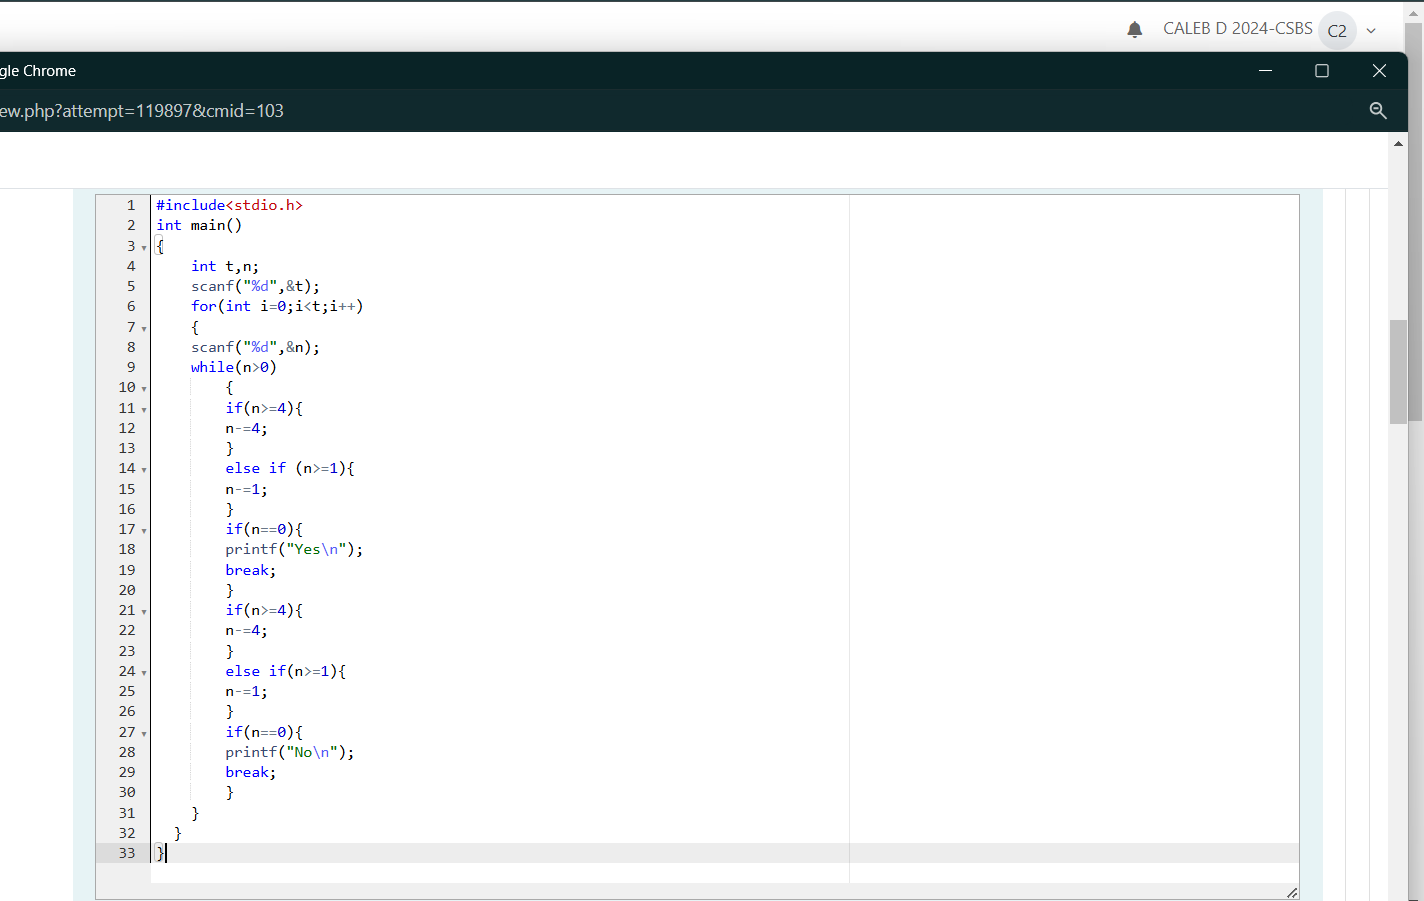 CALEB D 2024-CSBS C2
gle Chrome
ew.php?attempt=119897&cmid=103
1 #include<stdio.h>
2 int main()
3 {
4 int t,n;
5 scanf("%d",&t);
6 for(int i=0;i<t;i++)
7 {
8 scanf("%d",&n);
9 while(n>0)
10 {
11 if(n>=4){
12 n-=4;
13 }
14 else if (n>=1){
15 n-=1;
16 }
17 if(n==0){
18 printf("Yes\n");
19 break;
20 }
21 if(n>=4){
22 n-=4;
23 }
24 else if(n>=1){
25 n-=1;
26 }
27 if(n==0){
28 printf("No\n");
29 break;
30 }
31 }
32 }
33 }